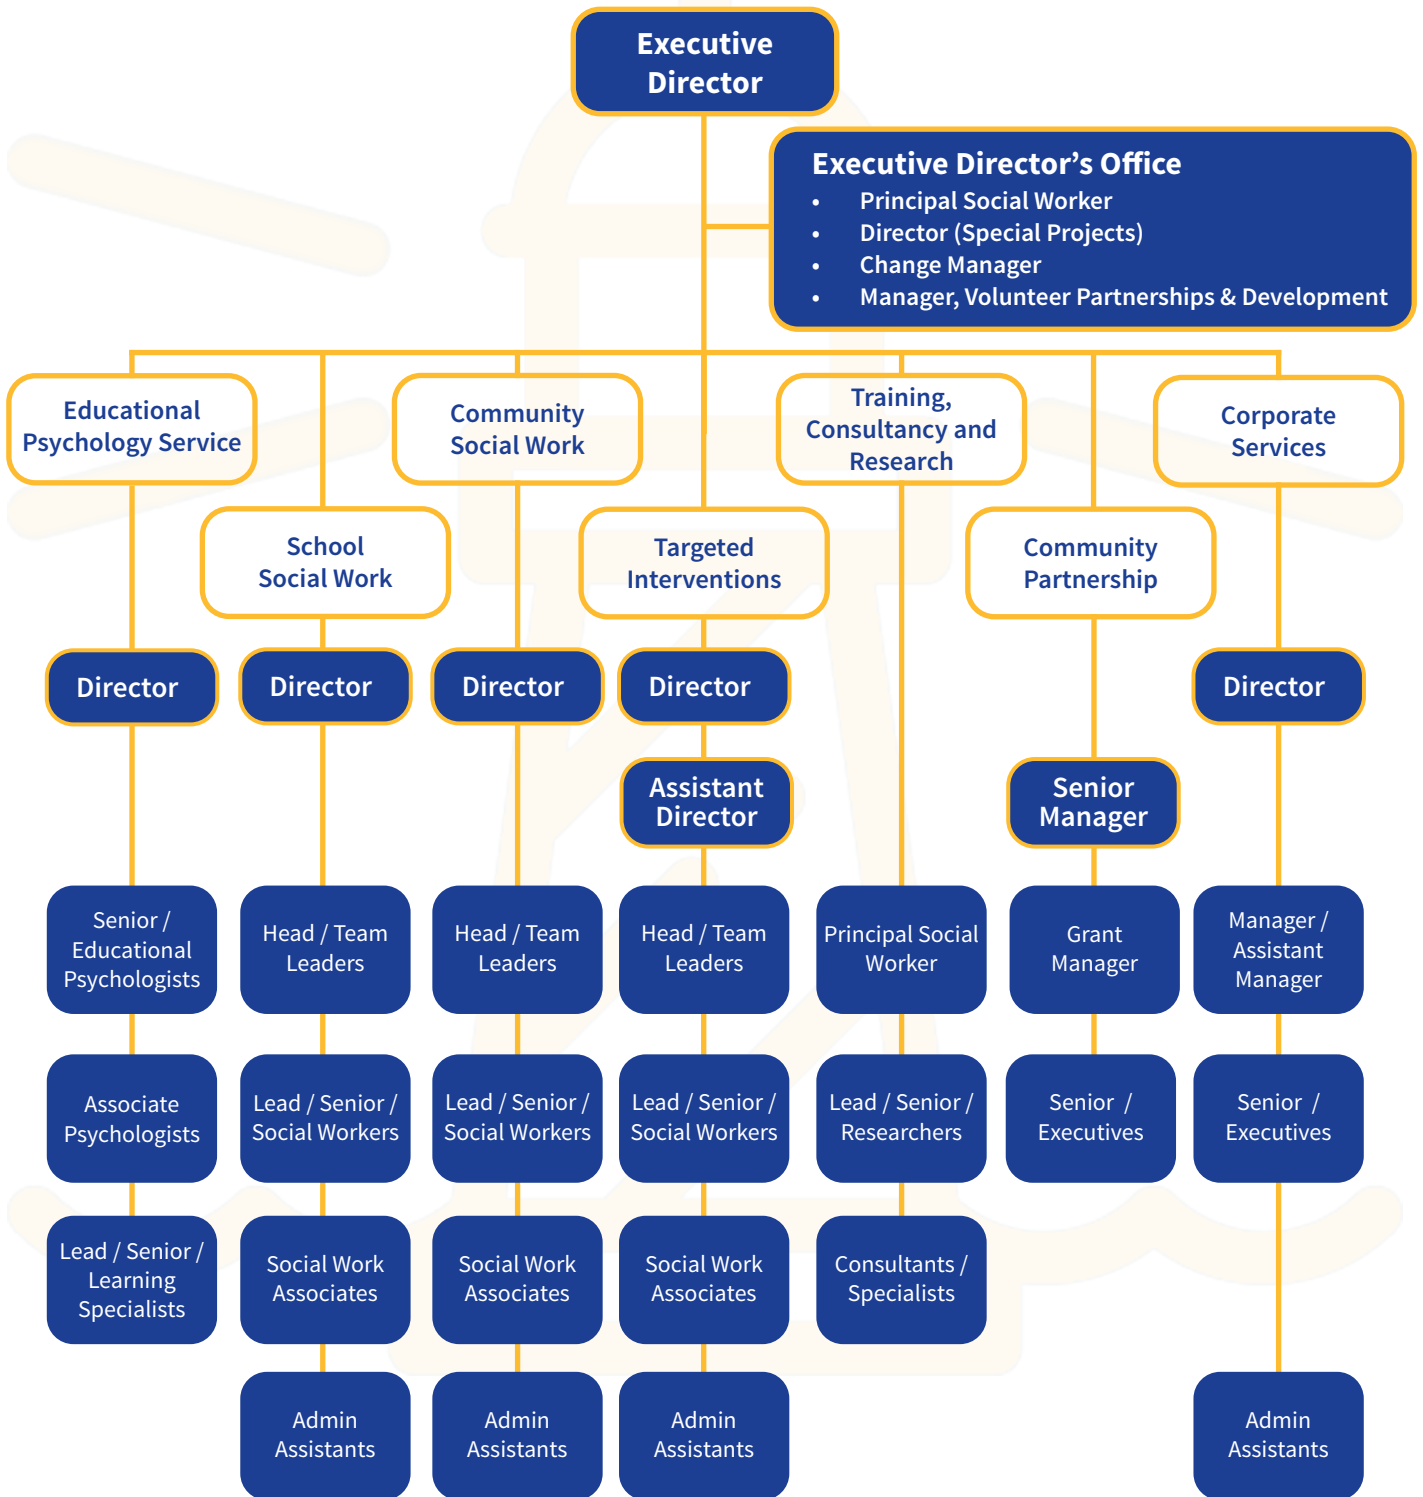 Executive
Director
Executive Director’s Office
• Principal Social Worker
• Director (Special Projects)
• Change Manager
• Manager, Volunteer Partnerships & Development
Educational
Psychology Service
Community
Social Work
Training,
Consultancy and
Research
Corporate
Services
School
Social Work
Targeted
Interventions
Community
Partnership
Director
Director
Director
Director
Director
Assistant
Director
Senior
Manager
Senior /
Educational
Psychologists
Head / Team
Leaders
Head / Team
Leaders
Head / Team
Leaders
Principal Social
Worker
Grant
Manager
Manager /
Assistant
Manager
Associate
Psychologists
Lead / Senior /
Social Workers
Lead / Senior /
Social Workers
Lead / Senior /
Social Workers
Lead / Senior /
Researchers
Senior /
Executives
Senior /
Executives
Lead / Senior /
Learning
Specialists
Social Work
Associates
Social Work
Associates
Social Work
Associates
Consultants /
Specialists
Admin
Assistants
Admin
Assistants
Admin
Assistants
Admin
Assistants